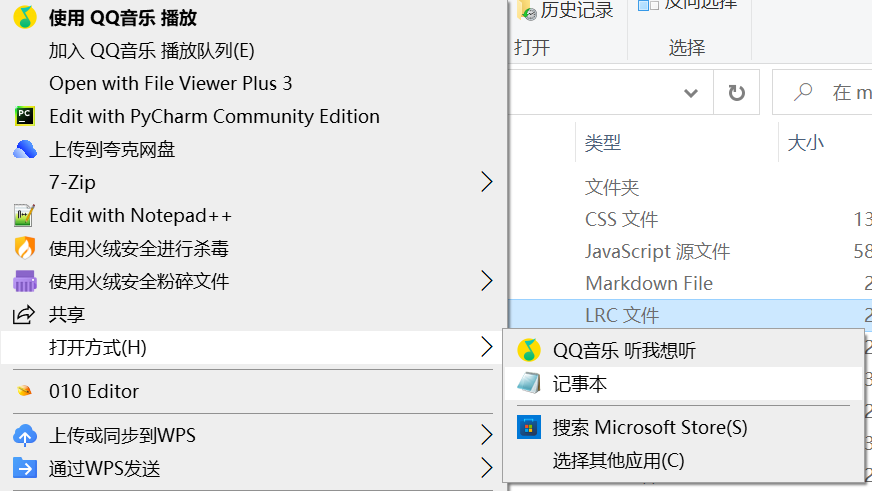 使用 QQ音乐 播放
加入 QQ音乐 播放队列(E)
Open with File Viewer Plus 3
PC
Edit with PyCharm Community Edition
上传到夸克网盘
7-Zip
Edit with Notepad++
使用火绒安全进行杀毒
使用火绒安全粉碎文件
共享
打开方式(H)
010 Editor
上传或同步到WPS
通过WPS发送
历史记录
反向选择
打开
选择
在 m
类型
大小
文件夹
CSS 文件
13
JavaScript 源文件
58
Markdown File
2
LRC 文件
2
QQ音乐 听我想听
记事本
搜索 Microsoft Store(S)
选择其他应用(C)